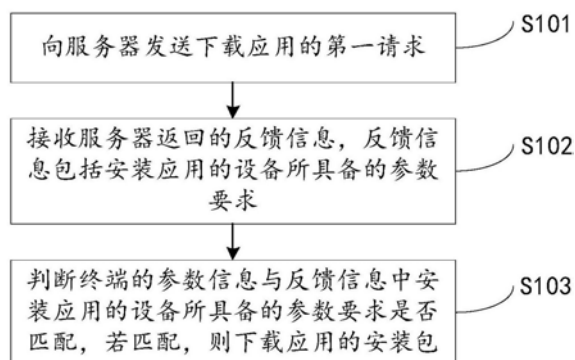 向服务器发送下载应用的第一请求
S101
接收服务器返回的反馈信息，反馈信
息包括安装应用的设备所具备的参数
要求
S102
判断终端的参数信息与反馈信息中安
装应用的设备所具备的参数要求是否
匹配，若匹配，则下载应用的安装包
S103